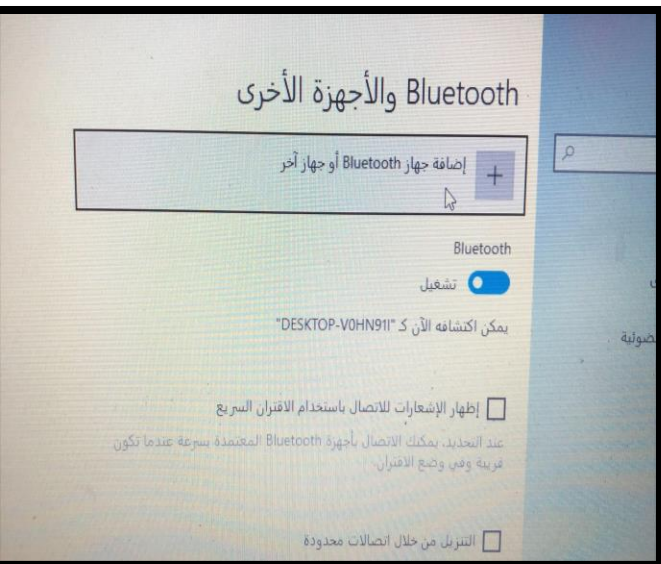 Bluetooth والأجهزة الأخرى
إضافة جهاز Bluetooth أو جهاز آخر
Bluetooth
تشغيل
يمكن اكتشافه الآن كـ "DESKTOP-V0HN91I"
إظهار الإشعارات للاتصال باستخدام الاقتران السريع
عند التحديد، يمكنك الاتصال بأجهزة Bluetooth المعتمدة بسرعة عندما تكون
قريبة وفي وضع الاقتران.
التنزيل من خلال اتصالات محدودة